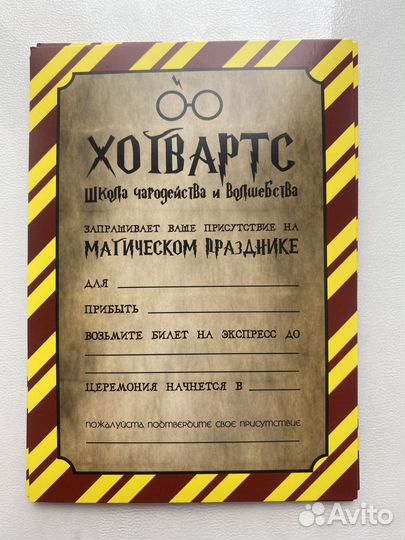 ХОГВАРТС
ШКОЛА ЧАРОДЕЙСТВА И ВОЛШЕБСТВА
ЗАПРАШИВАЕТ ВАШЕ ПРИСУТСТВИЕ НА
МАГИЧЕСКОМ ПРАЗДНИКЕ
ДЛЯ
ПРИБЫТЬ
ВОЗЬМИТЕ БИЛЕТ НА ЭКСПРЕСС ДО
ЦЕРЕМОНИЯ НАЧНЕТСЯ В
ПОЖАЛУЙСТА ПОДТВЕРДИТЕ СВОЕ ПРИСУТСТВИЕ
Avito